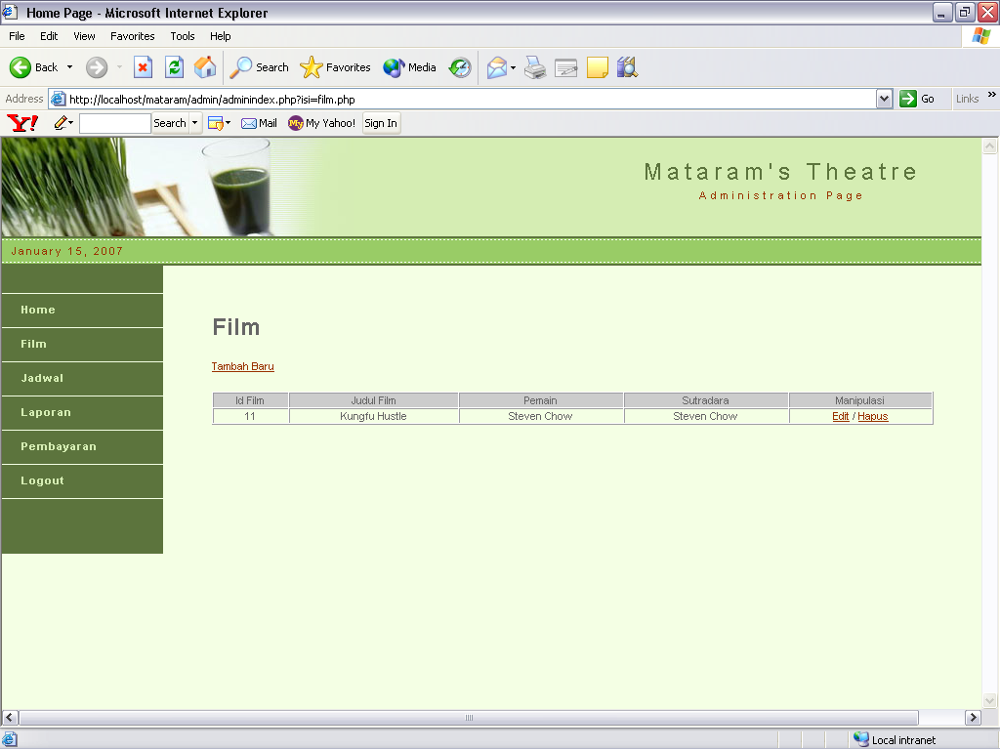 Home Page - Microsoft Internet Explorer
File Edit View Favorites Tools Help
Back Search Favorites Media
Address http://localhost/mataram/admin/adminindex.php?isi=film.php Go Links »
Y! Search Mail My My Yahoo! Sign In
Mataram's Theatre
Administration Page
January 15, 2007
Home
Film
Jadwal
Laporan
Pembayaran
Logout
Film
Tambah Baru
Id Film Judul Film Pemain Sutradara Manipulasi
11 Kungfu Hustle Steven Chow Steven Chow Edit / Hapus
Local intranet